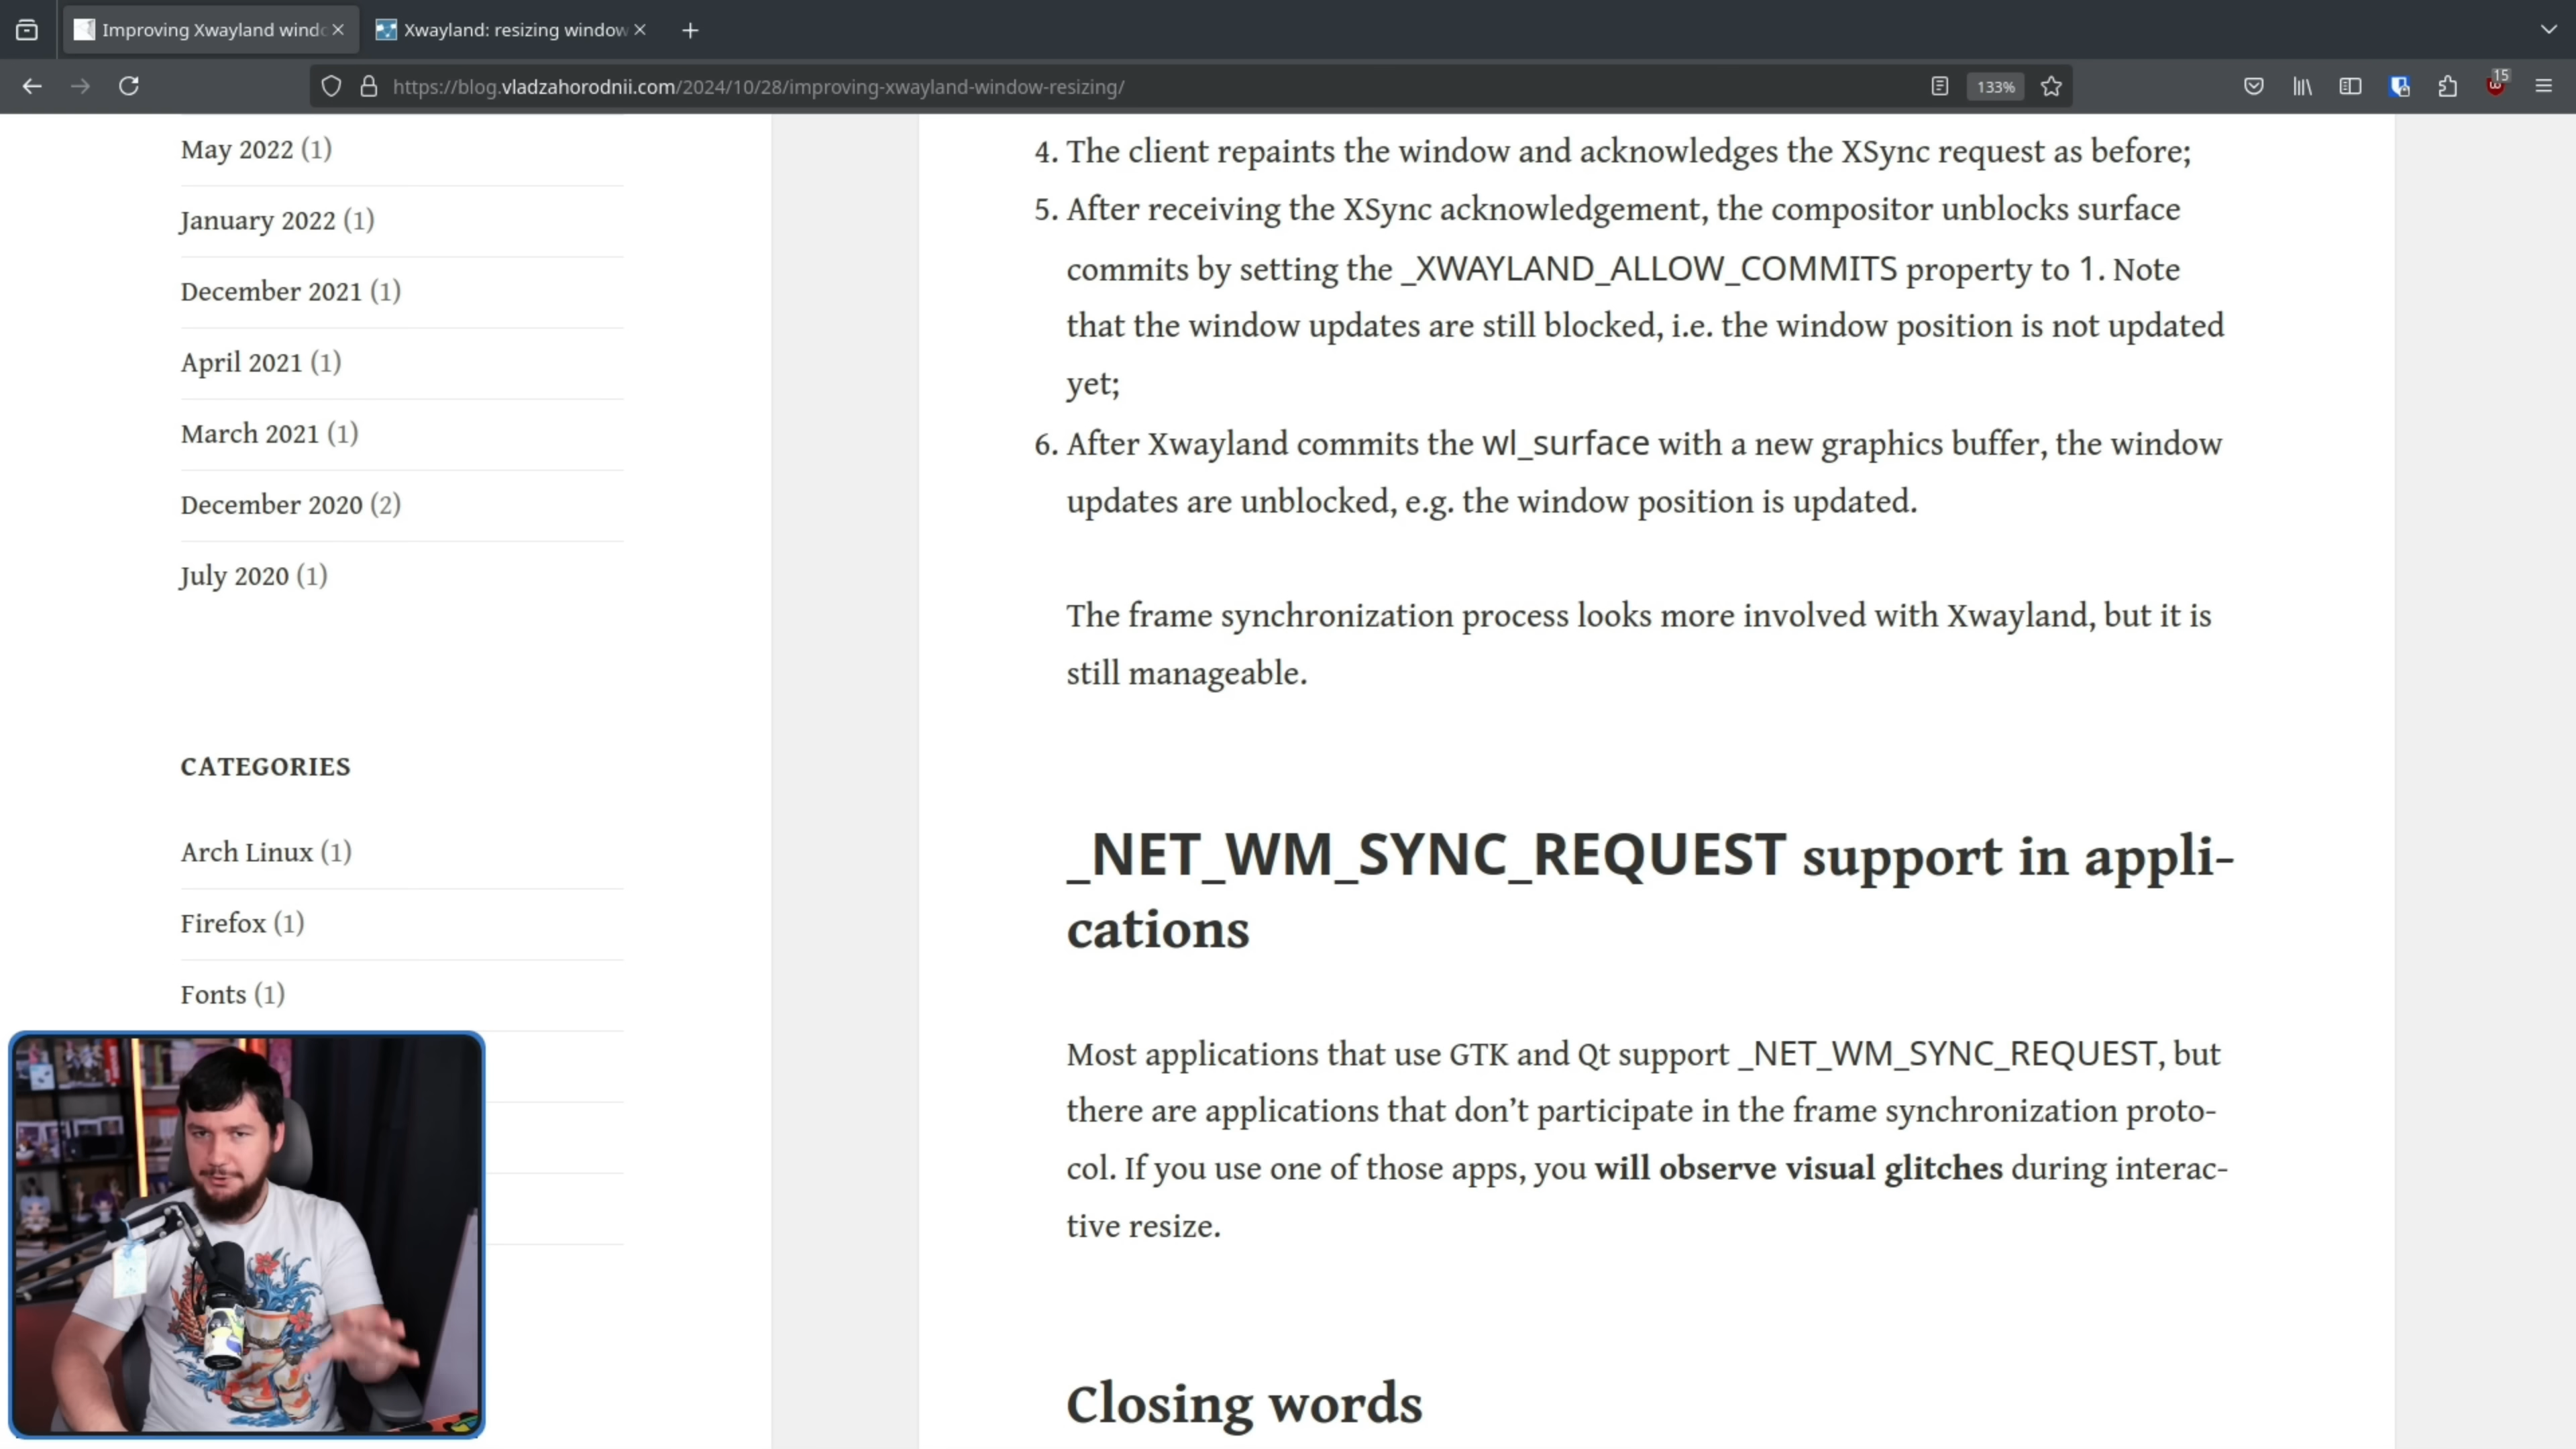 Improving Xwayland windo
Xwayland: resizing window
https://blog.vladzahorodnii.com/2024/10/28/improving-xwayland-window-resizing/
133%
15
May 2022 (1)
January 2022 (1)
December 2021 (1)
April 2021 (1)
March 2021 (1)
December 2020 (2)
July 2020 (1)
CATEGORIES
Arch Linux (1)
Firefox (1)
Fonts (1)
4. The client repaints the window and acknowledges the XSync request as before;
5. After receiving the XSync acknowledgement, the compositor unblocks surface
commits by setting the _XWAYLAND_ALLOW_COMMITS property to 1. Note
that the window updates are still blocked, i.e. the window position is not updated
yet;
6. After Xwayland commits the wl_surface with a new graphics buffer, the window
updates are unblocked, e.g. the window position is updated.
The frame synchronization process looks more involved with Xwayland, but it is
still manageable.
_NET_WM_SYNC_REQUEST support in appli-
cations
Most applications that use GTK and Qt support _NET_WM_SYNC_REQUEST, but
there are applications that don’t participate in the frame synchronization proto-
col. If you use one of those apps, you will observe visual glitches during interac-
tive resize.
Closing words